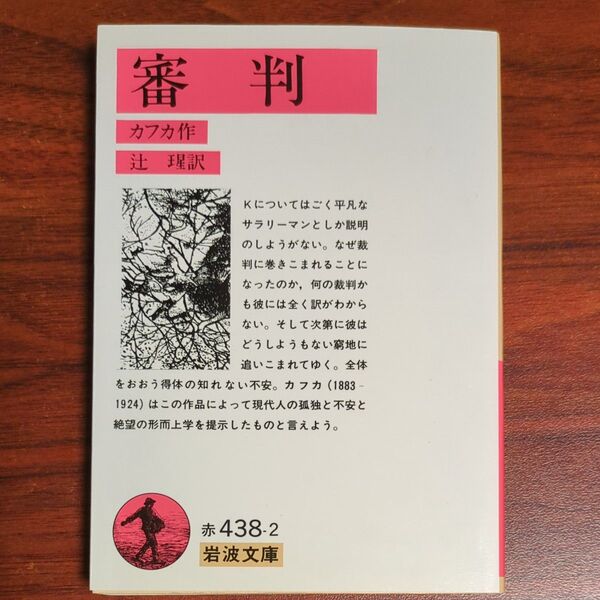 審判
カフカ作
辻 瑆訳
Kについてはごく平凡な
サラリーマンとしか説明
のしようがない。なぜ裁
判に巻きこまれることに
なったのか,何の裁判か
も彼には全く訳がわから
ない。そして次第に彼は
どうしようもない窮地に
追いこまれてゆく。全体
をおおう得体の知れない不安。カフカ(1883–
1924)はこの作品によって現代人の孤独と不安と
絶望の形而上学を提示したものと言えよう。
赤438-2
岩波文庫